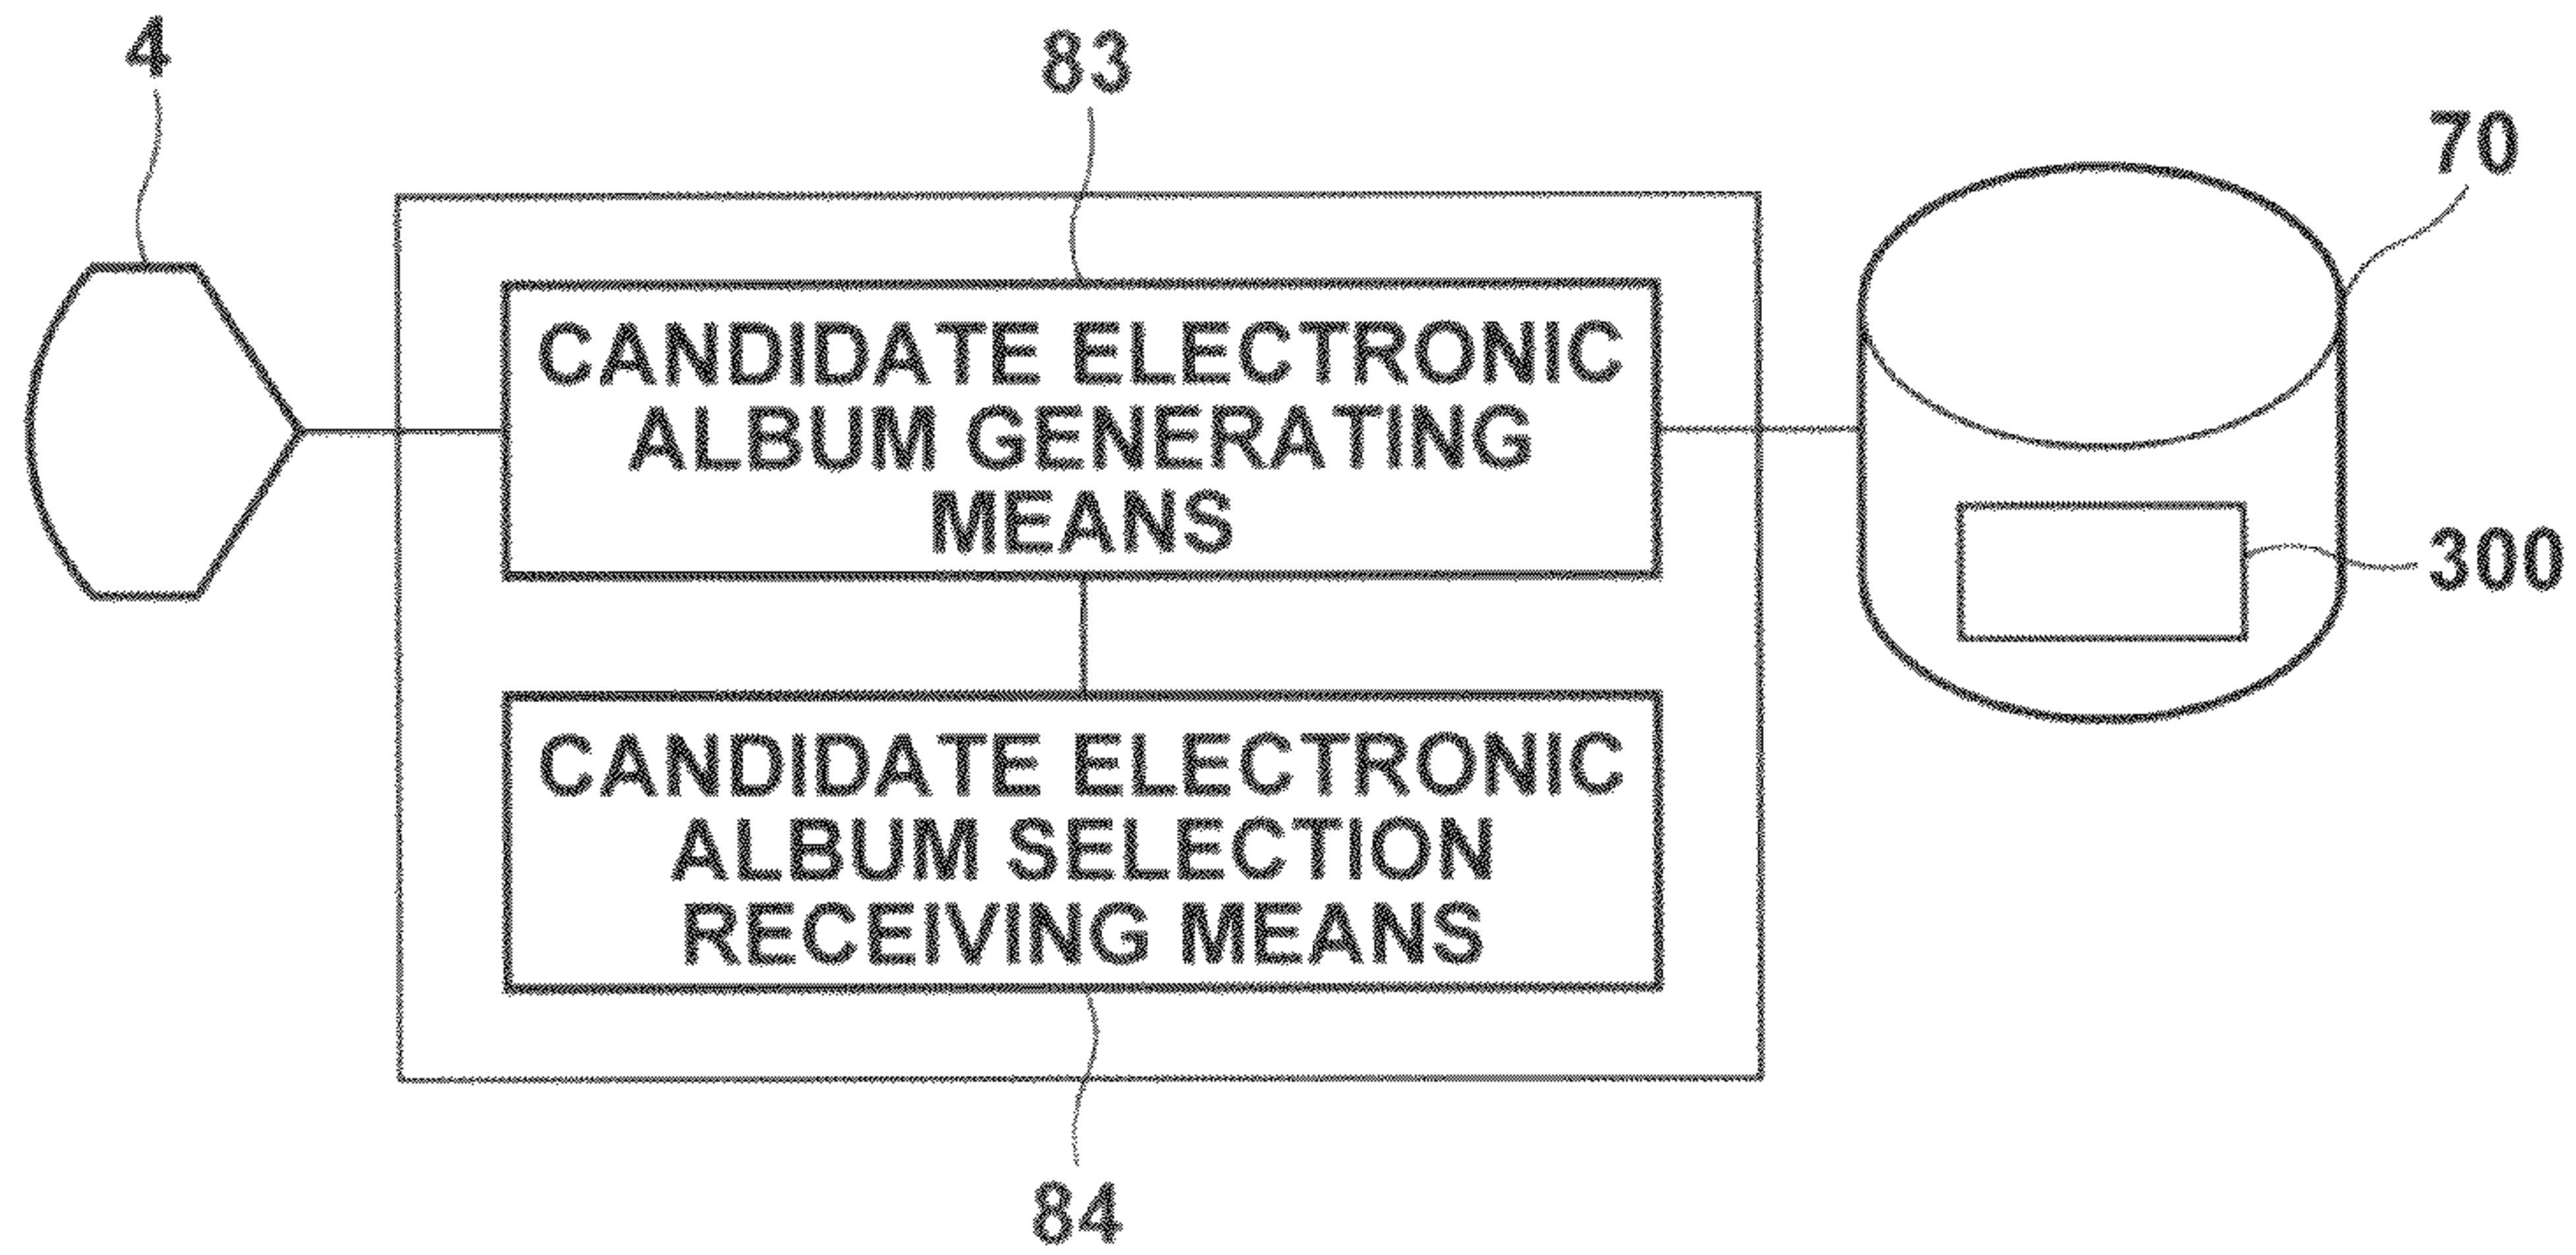 4
83
70
CANDIDATE ELECTRONIC
ALBUM GENERATING
MEANS
300
CANDIDATE ELECTRONIC
ALBUM SELECTION
RECEIVING MEANS
84